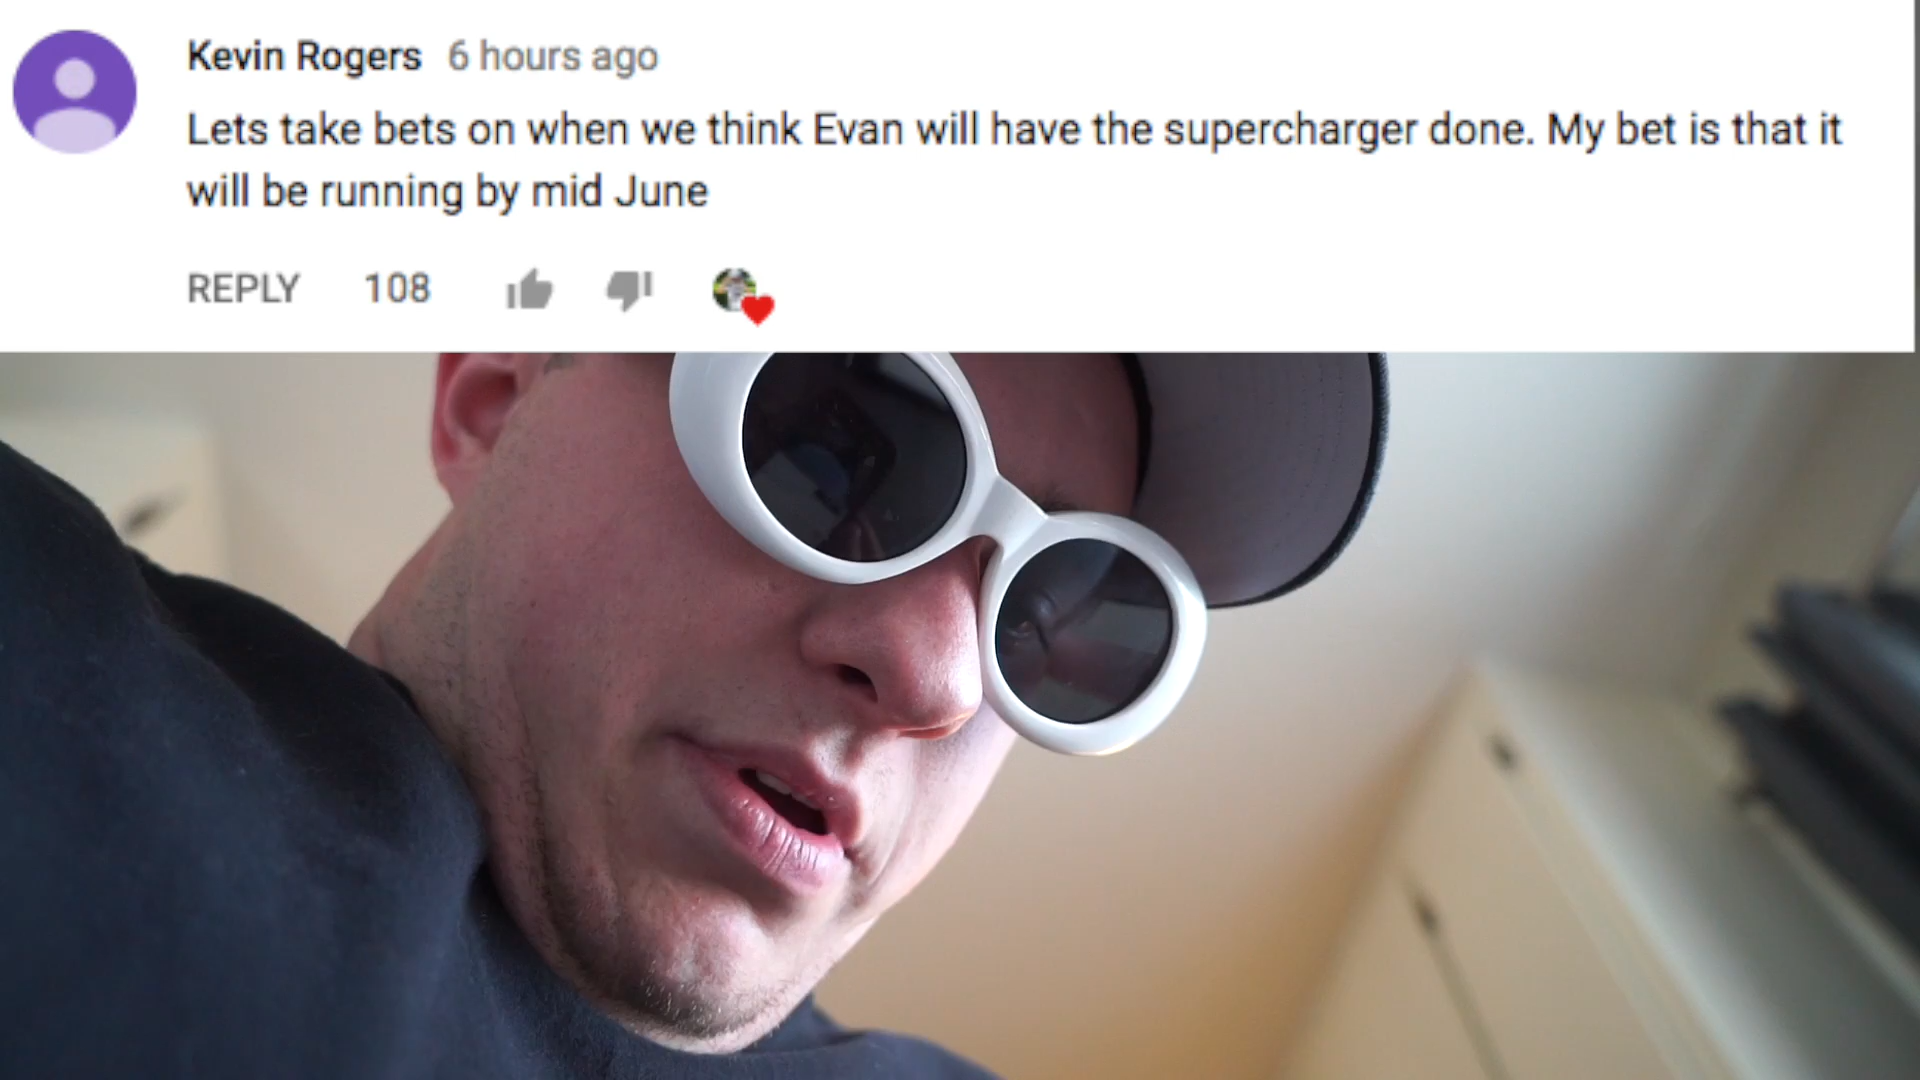 Kevin Rogers 6 hours ago
Lets take bets on when we think Evan will have the supercharger done. My bet is that it
will be running by mid June
REPLY 108